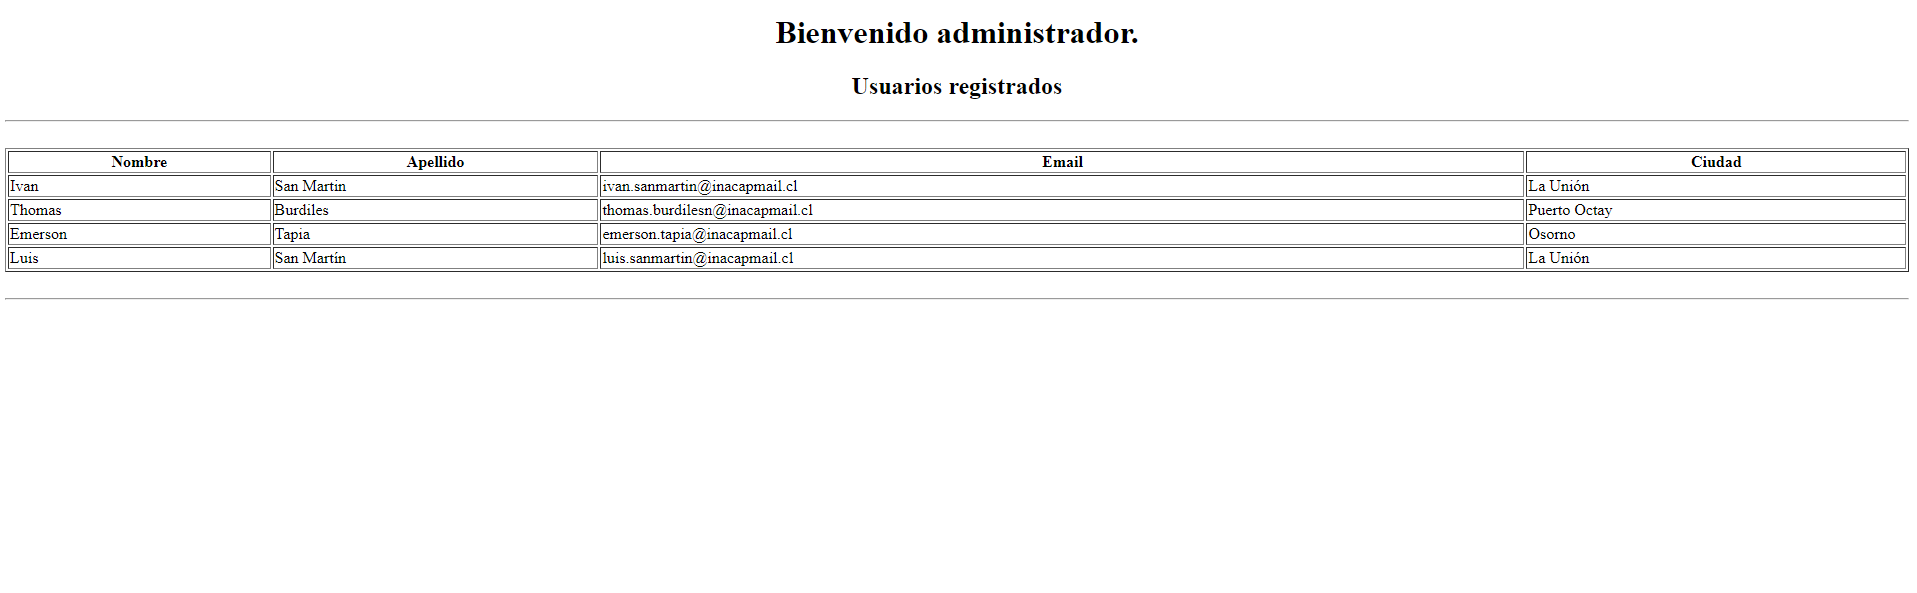 Bienvenido administrador.
Usuarios registrados
Nombre Apellido Email Ciudad
Ivan San Martin ivan.sanmartin@inacapmail.cl La Unión
Thomas Burdiles thomas.burdilesn@inacapmail.cl Puerto Octay
Emerson Tapia emerson.tapia@inacapmail.cl Osorno
Luis San Martín luis.sanmartin@inacapmail.cl La Unión